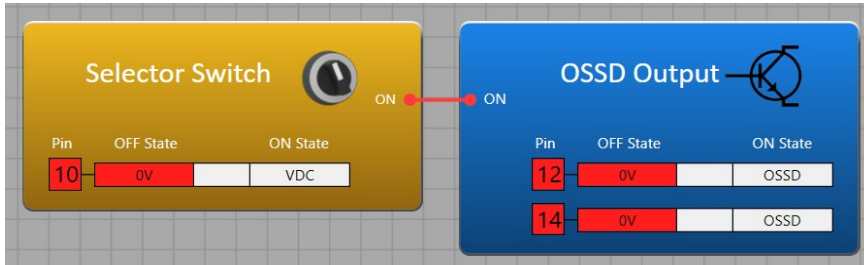 Selector Switch
ON
Pin OFF State ON State
10 0V VDC
OSSD Output
ON
Pin OFF State ON State
12 0V OSSD
14 0V OSSD